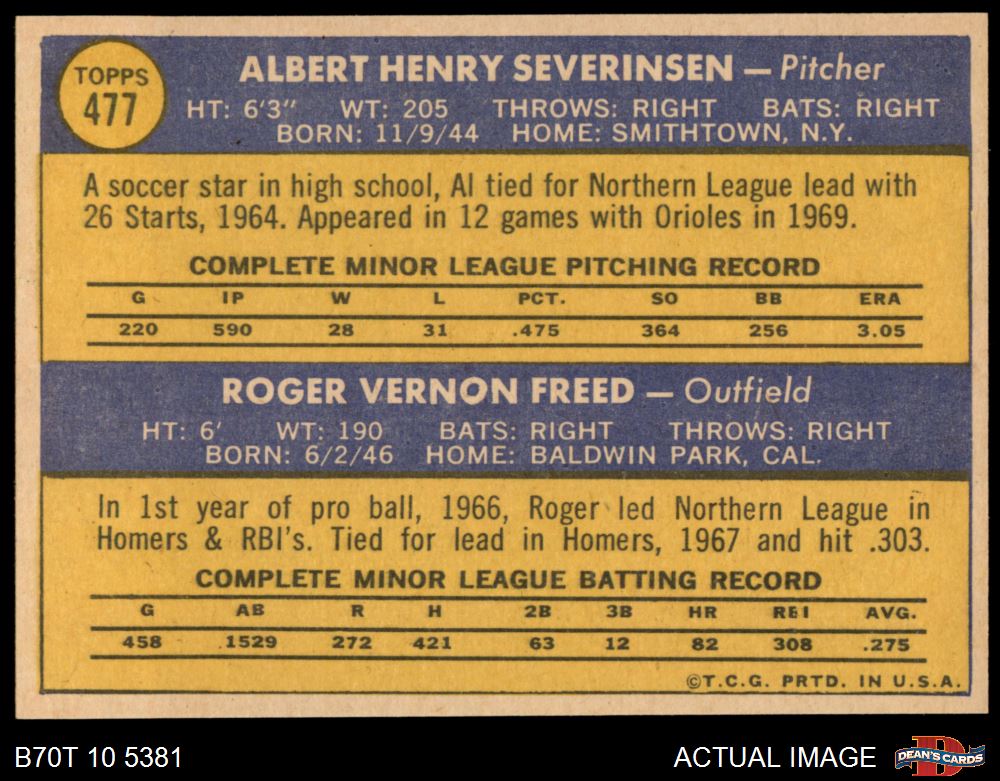 TOPPS
477
ALBERT HENRY SEVERINSEN — Pitcher
HT: 6'3" WT: 205 THROWS: RIGHT BATS: RIGHT
BORN: 11/9/44 HOME: SMITHTOWN, N.Y.
A soccer star in high school, Al tied for Northern League lead with
26 Starts, 1964. Appeared in 12 games with Orioles in 1969.
COMPLETE MINOR LEAGUE PITCHING RECORD
G IP W L PCT. SO BB ERA
220 590 28 31 .475 364 256 3.05
ROGER VERNON FREED — Outfield
HT: 6' WT: 190 BATS: RIGHT THROWS: RIGHT
BORN: 6/2/46 HOME: BALDWIN PARK, CAL.
In 1st year of pro ball, 1966, Roger led Northern League in
Homers & RBI's. Tied for lead in Homers, 1967 and hit .303.
COMPLETE MINOR LEAGUE BATTING RECORD
G AB R H 2B 3B HR RBI AVG.
458 1529 272 421 63 12 82 308 .275
©T.C.G. PRTD. IN U.S.A.
B70T 10 5381 ACTUAL IMAGE
D
DEAN'S CARDS